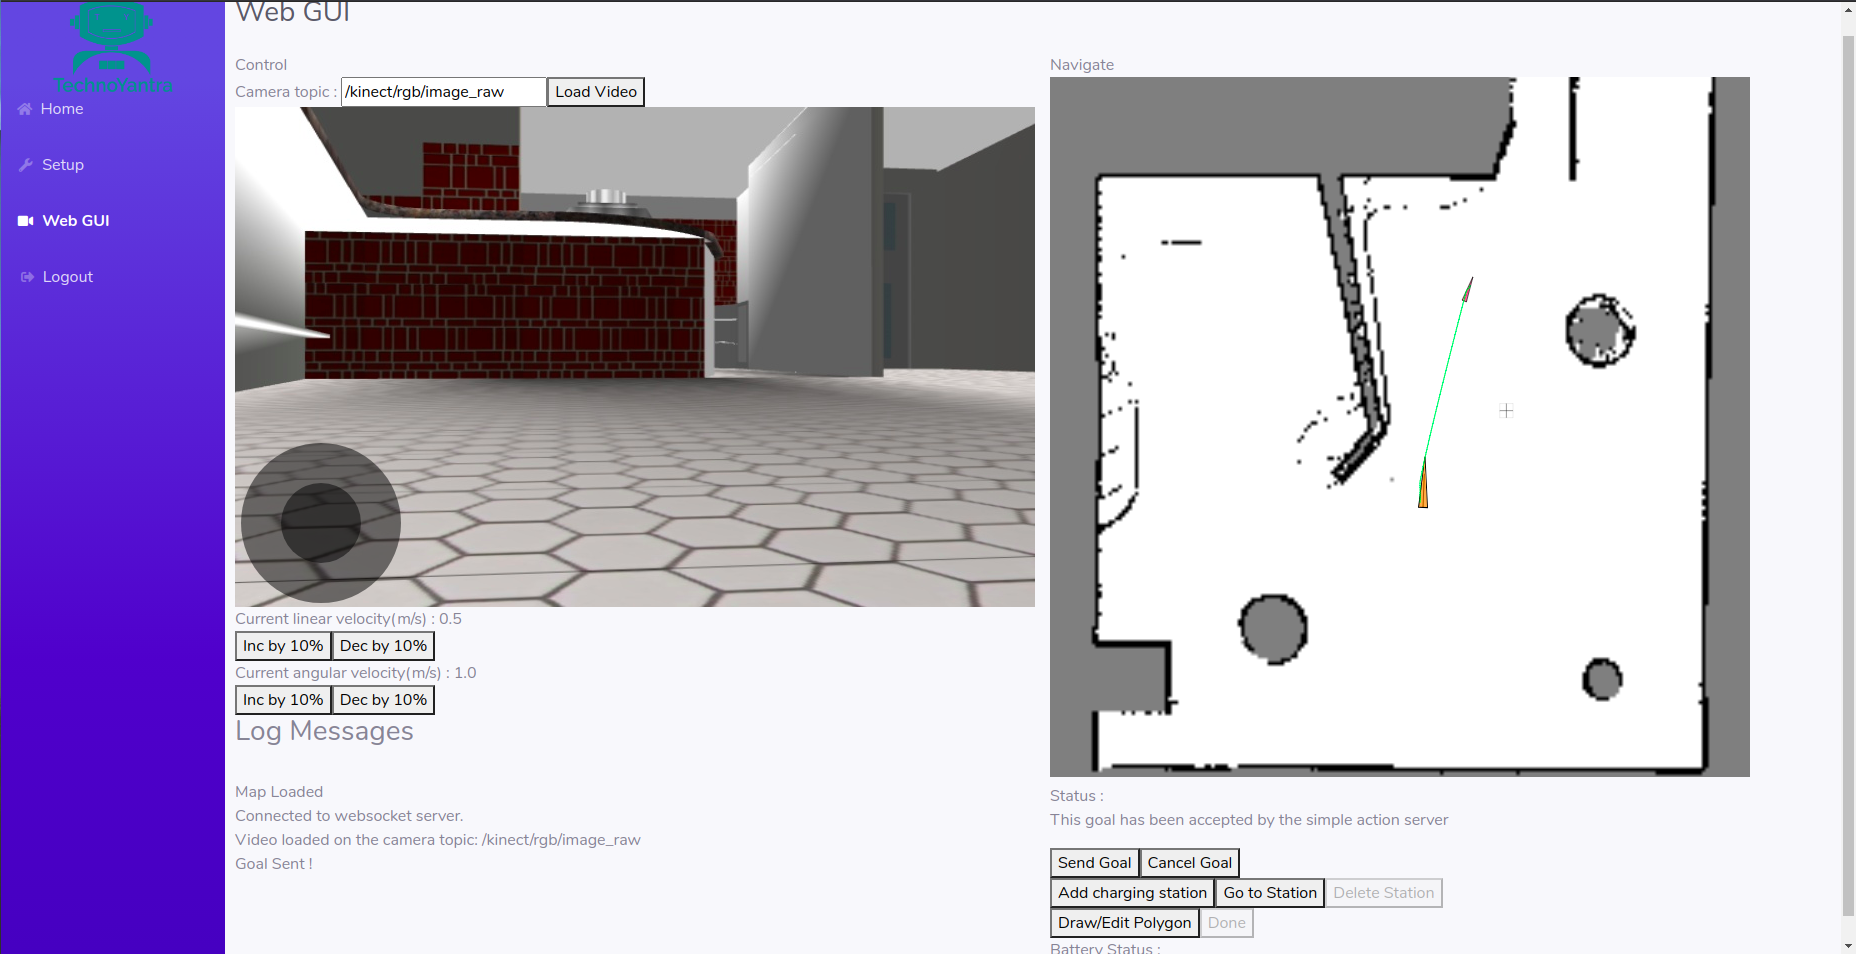 Web GUI
TechnoYantra
Home
Setup
Web GUI
Logout
Control
Camera topic : /kinect/rgb/image_raw Load Video
Current linear velocity(m/s) : 0.5
Inc by 10% Dec by 10%
Current angular velocity(m/s) : 1.0
Inc by 10% Dec by 10%
Log Messages
Map Loaded
Connected to websocket server.
Video loaded on the camera topic: /kinect/rgb/image_raw
Goal Sent !
Navigate
Status :
This goal has been accepted by the simple action server
Send Goal Cancel Goal
Add charging station Go to Station Delete Station
Draw/Edit Polygon Done
Battery Status :